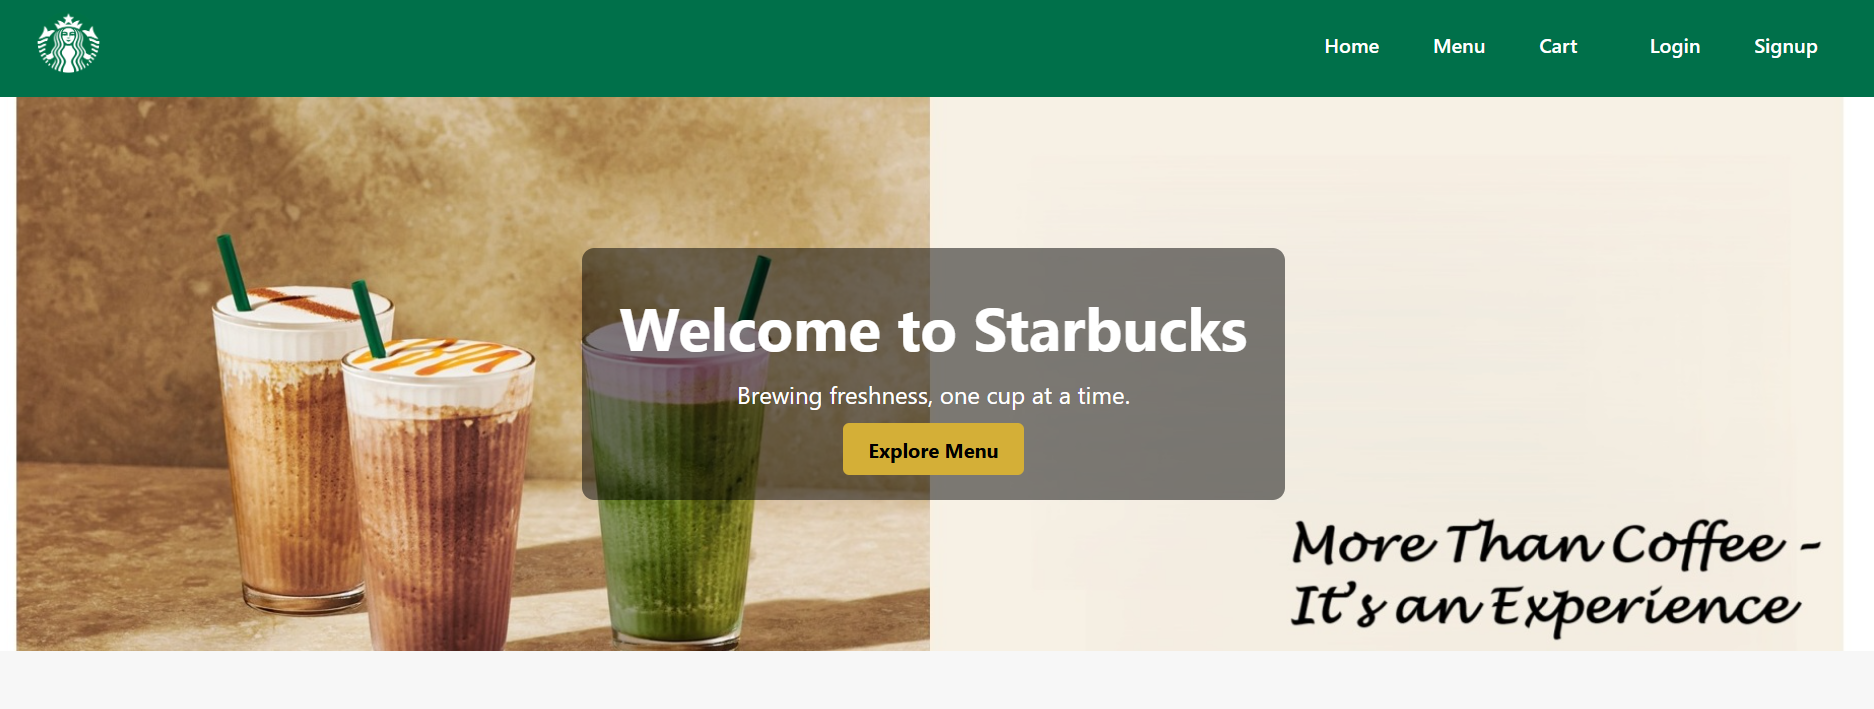 Home Menu Cart Login Signup
Welcome to Starbucks
Brewing freshness, one cup at a time.
Explore Menu
More Than Coffee -
It's an Experience